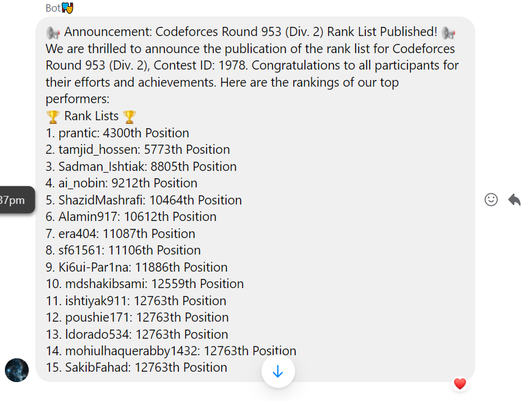 Bot
Announcement: Codeforces Round 953 (Div. 2) Rank List Published!
We are thrilled to announce the publication of the rank list for Codeforces
Round 953 (Div. 2), Contest ID: 1978. Congratulations to all participants for
their efforts and achievements. Here are the rankings of our top
performers:
🏆 Rank Lists 🏆
1. prantic: 4300th Position
2. tamjid_hossen: 5773th Position
3. Sadman_Ishtiak: 8805th Position
4. ai_nobin: 9212th Position
37pm
5. ShazidMashrafi: 10464th Position
6. Alamin917: 10612th Position
7. era404: 11087th Position
8. sf61561: 11106th Position
9. Ki6ui-Par1na: 11886th Position
10. mdshakibsami: 12559th Position
11. ishtiyak911: 12763th Position
12. poushie171: 12763th Position
13. ldorado534: 12763th Position
14. mohiulhaquerabby1432: 12763th Position
15. SakibFahad: 12763th Position